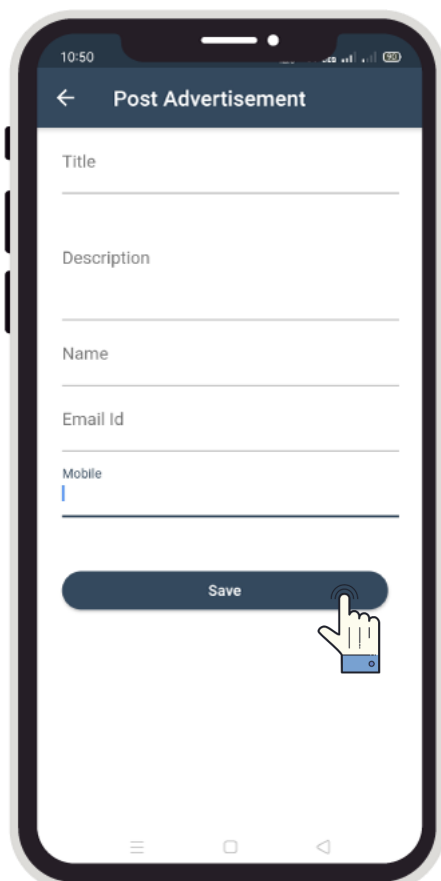 10:50
Post Advertisement
Title
Description
Name
Email Id
Mobile
Save